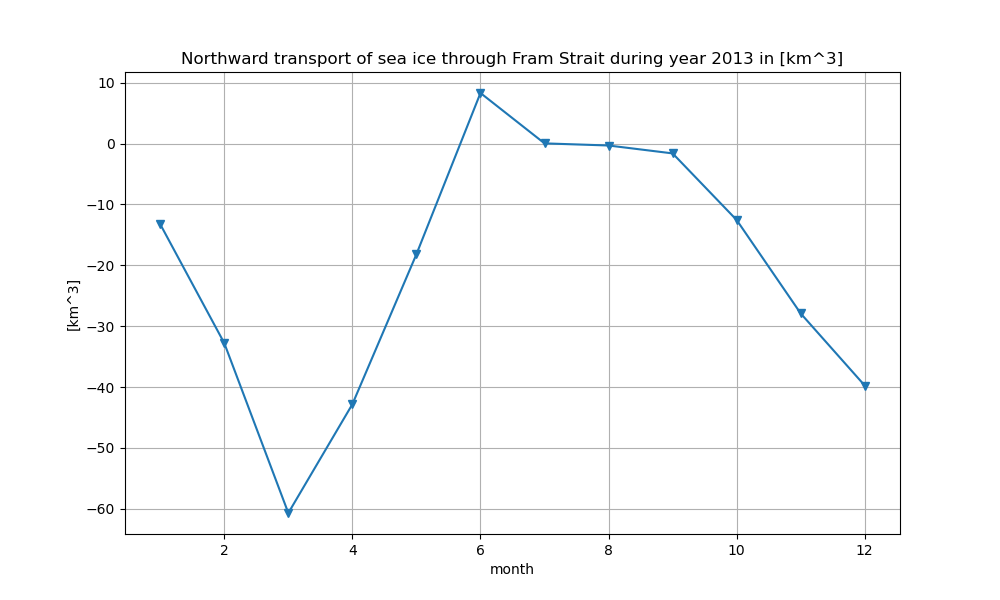 Northward transport of sea ice through Fram Strait during year 2013 in [km^3]
10
0
−10
−20
−30
−40
−50
−60
[km^3]
2 4 6 8 10 12
month